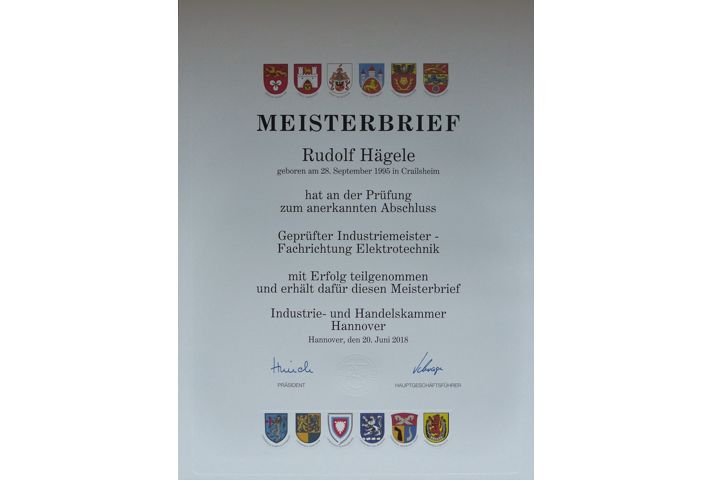 MEISTERBRIEF
Rudolf Hägele
geboren am 28. September 1995 in Crailsheim
hat an der Prüfung
zum anerkannten Abschluss
Geprüfter Industriemeister -
Fachrichtung Elektrotechnik
mit Erfolg teilgenommen
und erhält dafür diesen Meisterbrief
Industrie- und Handelskammer
Hannover
Hannover, den 20. Juni 2018
PRÄSIDENT
HAUPTGESCHÄFTSFÜHRER